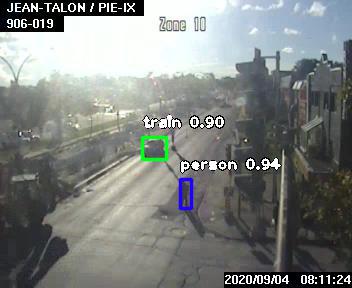 JEAN-TALON / PIE-IX
906-019
Zone 10
train 0.90
person 0.94
2020/09/04 08:11:24